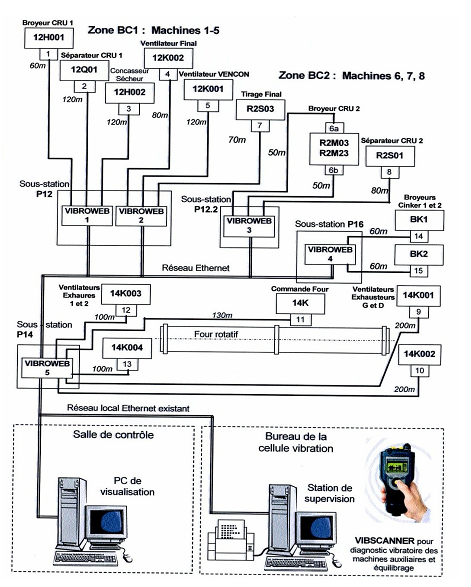 Broyeur CRU 1
Zone BC1 : Machines 1-5
12H001
1
60m
Séparateur CRU 1
12Q01
2
120m
Concasseur
Sécheur
12H002
3
120m
Ventilateur Final
12K002
4
80m
Ventilateur VENCON
12K001
5
120m
Zone BC2 : Machines 6, 7, 8
Tirage Final
R2S03
7
70m
Broyeur CRU 2
6a
R2M03
R2M23
6b
50m
50m
Séparateur CRU 2
R2S01
8
80m
Sous-station
P12
VIBROWEB
1
VIBROWEB
2
Sous-station
P12.2
VIBROWEB
3
Sous-station P16
VIBROWEB
4
Broyeurs
Cinker 1 et 2
BK1
14
60m
BK2
15
60m
Réseau Ethernet
Ventilateurs
Exhaures
1 et 2
14K003
12
100m
Commande Four
14K
11
130m
Ventilateurs
Exhausteurs
G et D
14K001
9
200m
Sous - station
P14
VIBROWEB
5
14K004
13
100m
Four rotatif
14K002
10
200m
Réseau local Ethernet existant
Salle de contrôle
PC de
visualisation
Bureau de la
cellule vibration
Station de
supervision
VIBSCANNER pour
diagnostic vibratoire des
machines auxiliaires et
équilibrage